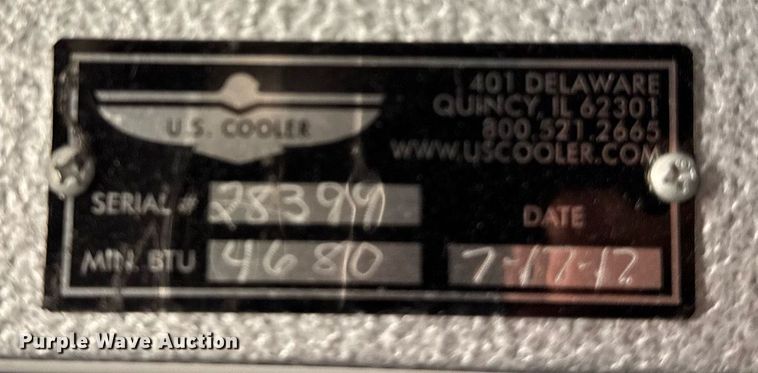 U.S. COOLER
401 DELAWARE
QUINCY, IL 62301
800.521.2665
WWW.USCOOLER.COM
SERIAL # 28399
DATE
MIN. BTU 4680
7-17-12
Purple Wave Auction